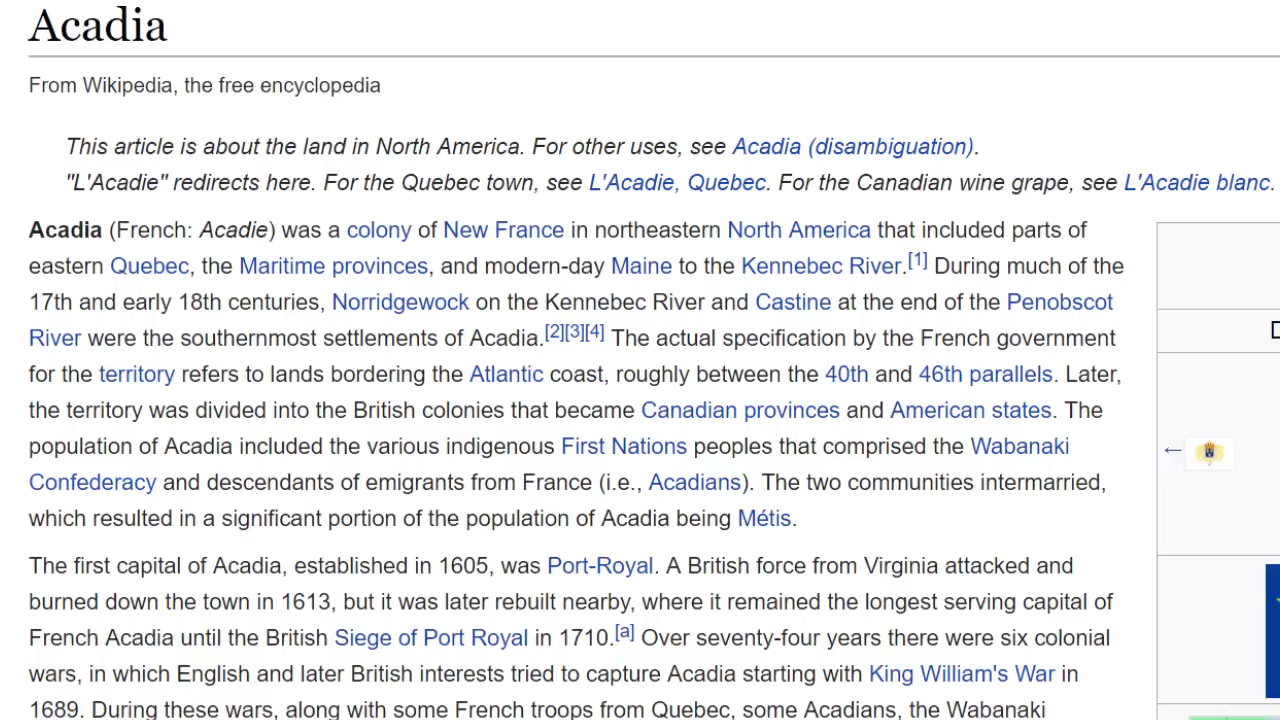 Acadia
From Wikipedia, the free encyclopedia
This article is about the land in North America. For other uses, see Acadia (disambiguation).
"L'Acadie" redirects here. For the Quebec town, see L'Acadie, Quebec. For the Canadian wine grape, see L'Acadie blanc.
Acadia (French: Acadie) was a colony of New France in northeastern North America that included parts of
eastern Quebec, the Maritime provinces, and modern-day Maine to the Kennebec River.[1] During much of the
17th and early 18th centuries, Norridgewock on the Kennebec River and Castine at the end of the Penobscot
River were the southernmost settlements of Acadia.[2][3][4] The actual specification by the French government
for the territory refers to lands bordering the Atlantic coast, roughly between the 40th and 46th parallels. Later,
the territory was divided into the British colonies that became Canadian provinces and American states. The
population of Acadia included the various indigenous First Nations peoples that comprised the Wabanaki
Confederacy and descendants of emigrants from France (i.e., Acadians). The two communities intermarried,
which resulted in a significant portion of the population of Acadia being Métis.
The first capital of Acadia, established in 1605, was Port-Royal. A British force from Virginia attacked and
burned down the town in 1613, but it was later rebuilt nearby, where it remained the longest serving capital of
French Acadia until the British Siege of Port Royal in 1710.[a] Over seventy-four years there were six colonial
wars, in which English and later British interests tried to capture Acadia starting with King William's War in
1689. During these wars, along with some French troops from Quebec, some Acadians, the Wabanaki
←